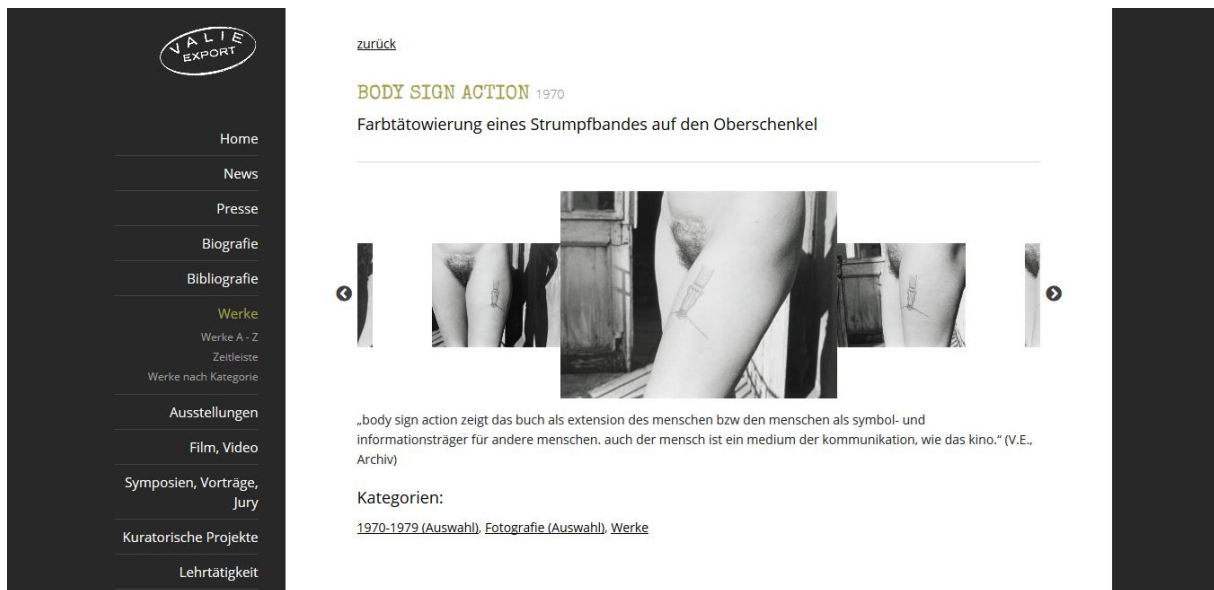 VALIE
EXPORT
Home
News
Presse
Biografie
Bibliografie
Werke
Werke A - Z
Zeitleiste
Werke nach Kategorie
Ausstellungen
Film, Video
Symposien, Vorträge,
Jury
Kuratorische Projekte
Lehrtätigkeit
zurück
BODY SIGN ACTION 1970
Farbtätowierung eines Strumpfbandes auf den Oberschenkel
„body sign action zeigt das buch als extension des menschen bzw den menschen als symbol- und
informationsträger für andere menschen. auch der mensch ist ein medium der kommunikation, wie das kino.“ (V.E.,
Archiv)
Kategorien:
1970-1979 (Auswahl), Fotografie (Auswahl), Werke